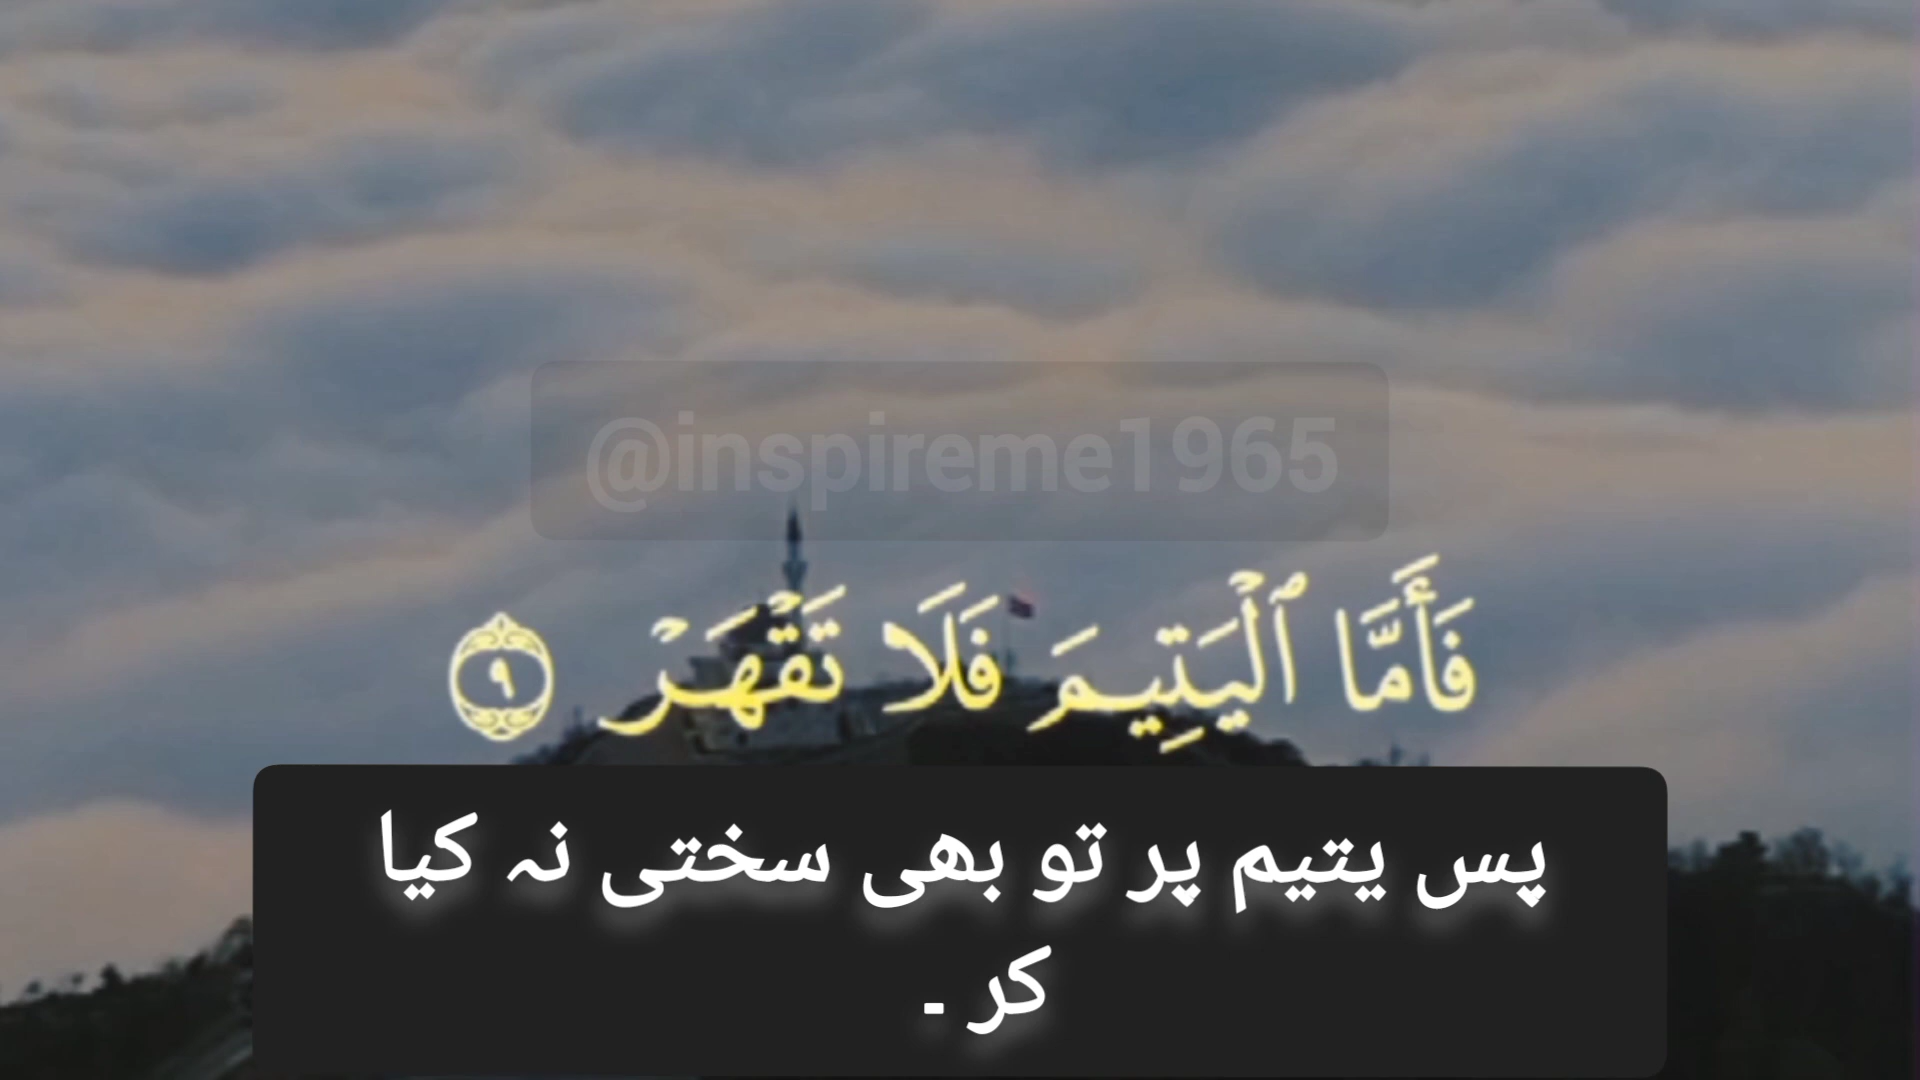 @inspireme1965
فَأَمَّا ٱلْيَتِيمَ فَلَا تَقْهَرْ ٩
پس یتیم پر تو بھی سختی نہ کیا
کر ۔